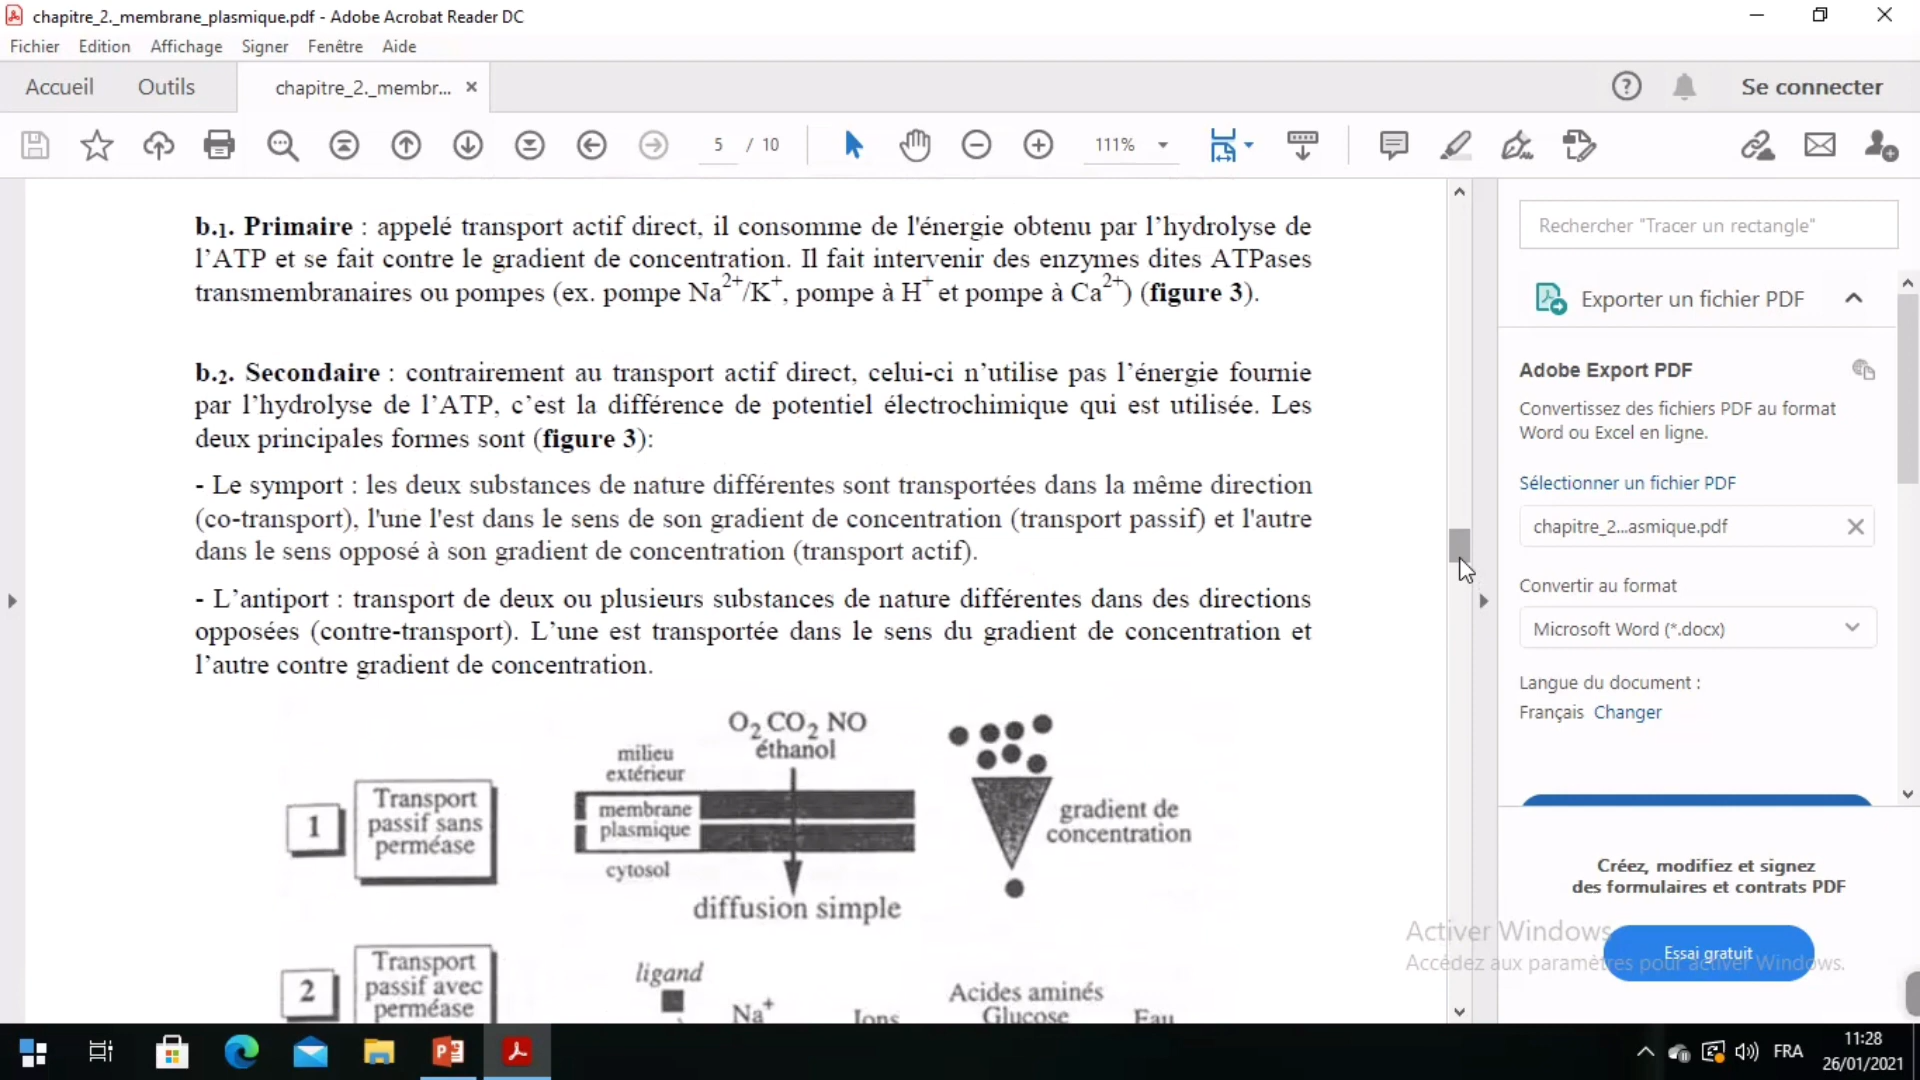 chapitre_2._membrane_plasmique.pdf - Adobe Acrobat Reader DC
Fichier Edition Affichage Signer Fenêtre Aide
Accueil Outils chapitre_2._membr... × Se connecter
5 / 10 111%
b.1. Primaire : appelé transport actif direct, il consomme de l'énergie obtenu par l’hydrolyse de
l’ATP et se fait contre le gradient de concentration. Il fait intervenir des enzymes dites ATPases
transmembranaires ou pompes (ex. pompe Na2+/K+, pompe à H+ et pompe à Ca2+) (figure 3).
b.2. Secondaire : contrairement au transport actif direct, celui-ci n’utilise pas l’énergie fournie
par l’hydrolyse de l’ATP, c’est la différence de potentiel électrochimique qui est utilisée. Les
deux principales formes sont (figure 3):
- Le symport : les deux substances de nature différentes sont transportées dans la même direction
(co-transport), l'une l'est dans le sens de son gradient de concentration (transport passif) et l'autre
dans le sens opposé à son gradient de concentration (transport actif).
- L’antiport : transport de deux ou plusieurs substances de nature différentes dans des directions
opposées (contre-transport). L’une est transportée dans le sens du gradient de concentration et
l’autre contre gradient de concentration.
1
Transport
passif sans
perméase
milieu
extérieur
membrane
plasmique
cytosol
O2 CO2 NO
éthanol
diffusion simple
gradient de
concentration
2
Transport
passif avec
perméase
ligand
Na+
Ions
Acides aminés
Glucose
Eau
Rechercher "Tracer un rectangle"
Exporter un fichier PDF
Adobe Export PDF
Convertissez des fichiers PDF au format
Word ou Excel en ligne.
Sélectionner un fichier PDF
chapitre_2...asmique.pdf
Convertir au format
Microsoft Word (*.docx)
Langue du document :
Français Changer
Créez, modifiez et signez
des formulaires et contrats PDF
Essai gratuit
Activer Windows
Accédez aux paramètres pour activer Windows.
FRA
11:28
26/01/2021